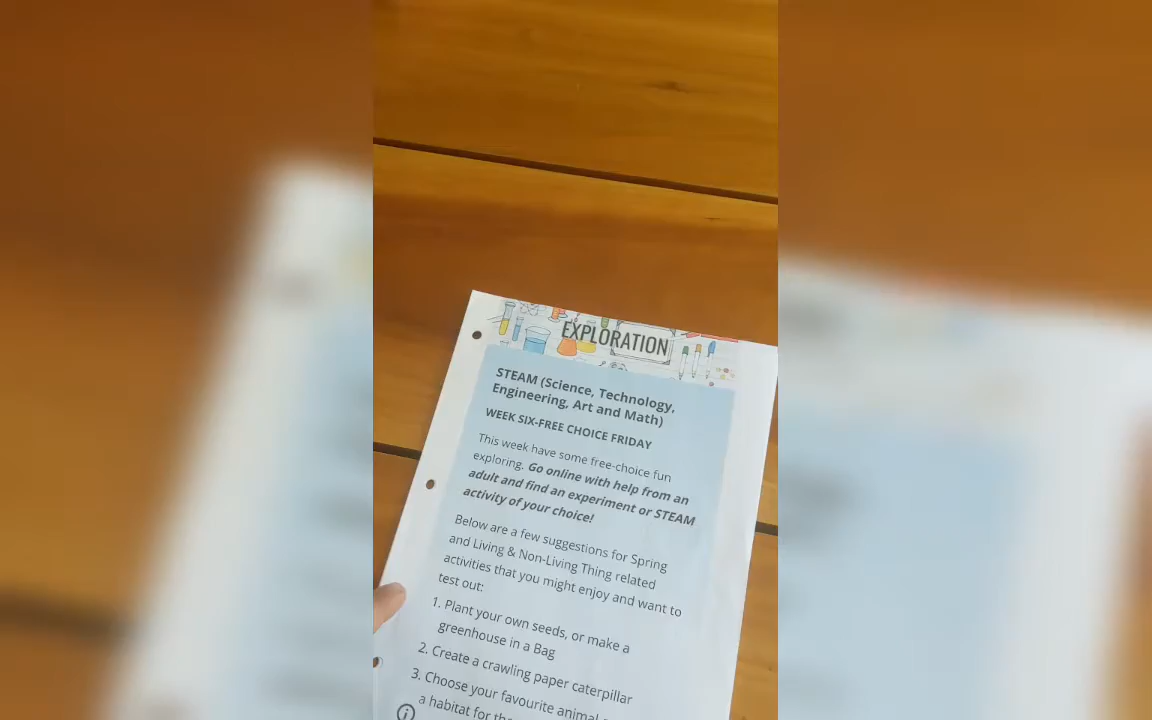 EXPLORATION
STEAM (Science, Technology,
Engineering, Art and Math)
WEEK SIX-FREE CHOICE FRIDAY
This week have some free-choice fun
exploring. Go online with help from an
adult and find an experiment or STEAM
activity of your choice!
Below are a few suggestions for Spring
and Living & Non-Living Thing related
activities that you might enjoy and want to
test out:
1. Plant your own seeds, or make a
greenhouse in a Bag
2. Create a crawling paper caterpillar
3. Choose your favourite animal
a habitat for